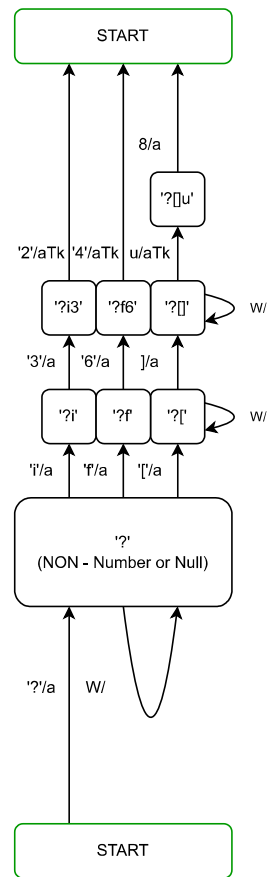 START
8/a
'?[]u'
'2'/aTk '4'/aTk u/aTk
'?i3' '?f6' '?[]' W/
'3'/a '6'/a ]/a
'?i' '?f' '?[' W/
'i'/a 'f'/a '['/a
'?'
(NON - Number or Null)
'?'/a W/
START